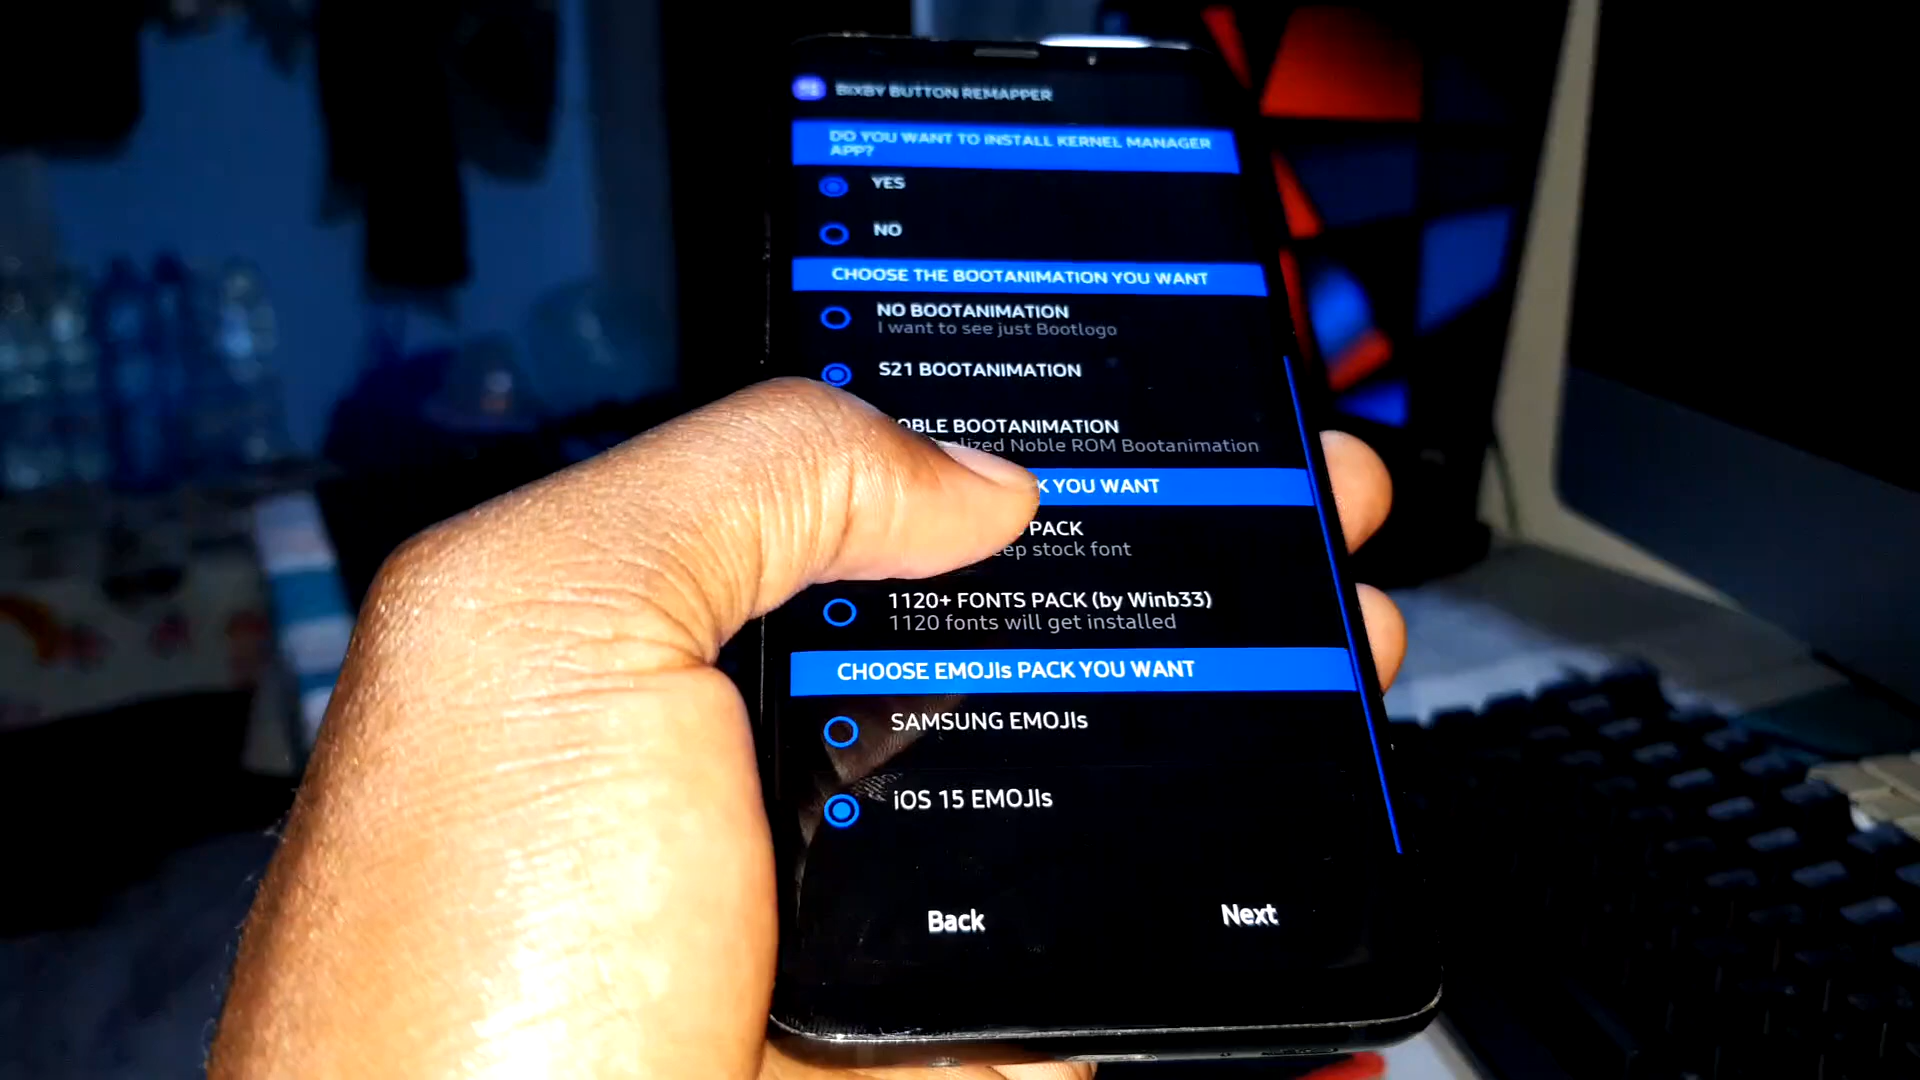 BIXBY BUTTON REMAPPER
DO YOU WANT TO INSTALL KERNEL MANAGER
APP?
YES
NO
CHOOSE THE BOOTANIMATION YOU WANT
NO BOOTANIMATION
I want to see just Bootlogo
S21 BOOTANIMATION
OBLE BOOTANIMATION
lized Noble ROM Bootanimation
K YOU WANT
PACK
eep stock font
1120+ FONTS PACK (by Winb33)
1120 fonts will get installed
CHOOSE EMOJIs PACK YOU WANT
SAMSUNG EMOJIs
iOS 15 EMOJIs
Back
Next